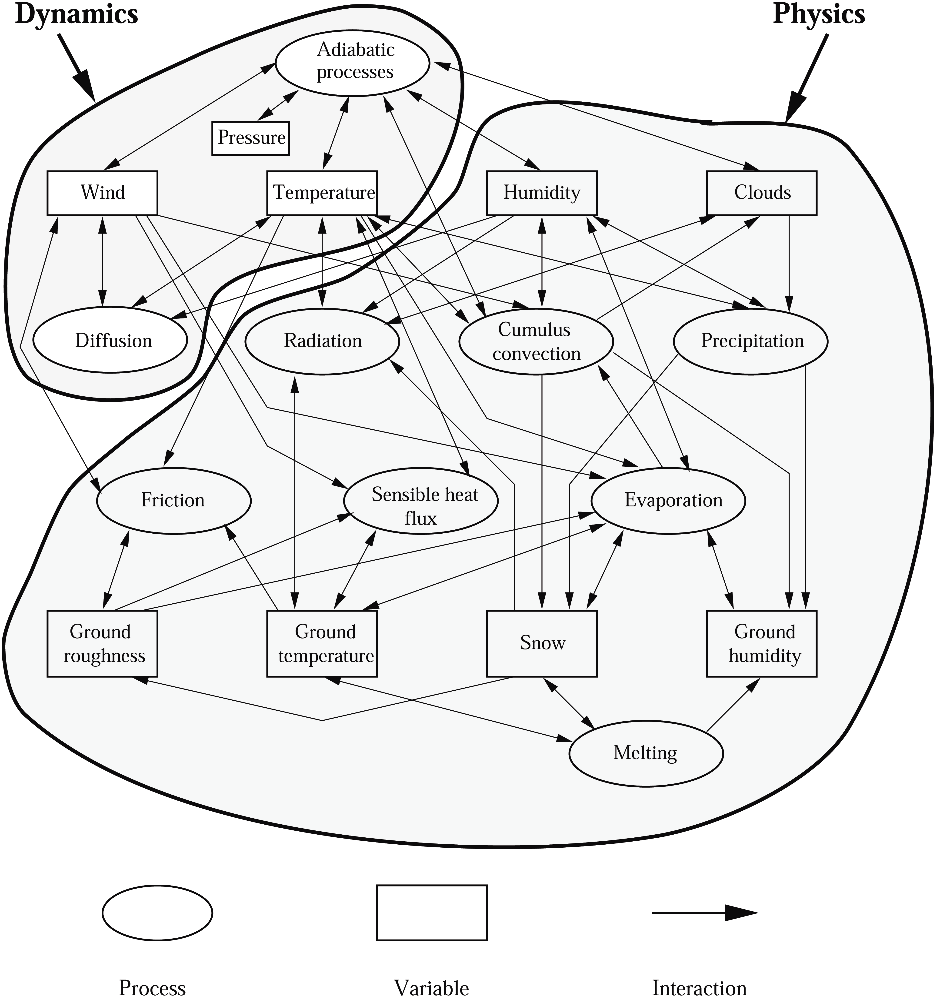 Dynamics
Physics
Adiabatic
processes
Pressure
Wind
Temperature
Humidity
Clouds
Diffusion
Radiation
Cumulus
convection
Precipitation
Friction
Sensible heat
flux
Evaporation
Ground
roughness
Ground
temperature
Snow
Ground
humidity
Melting
Process
Variable
Interaction